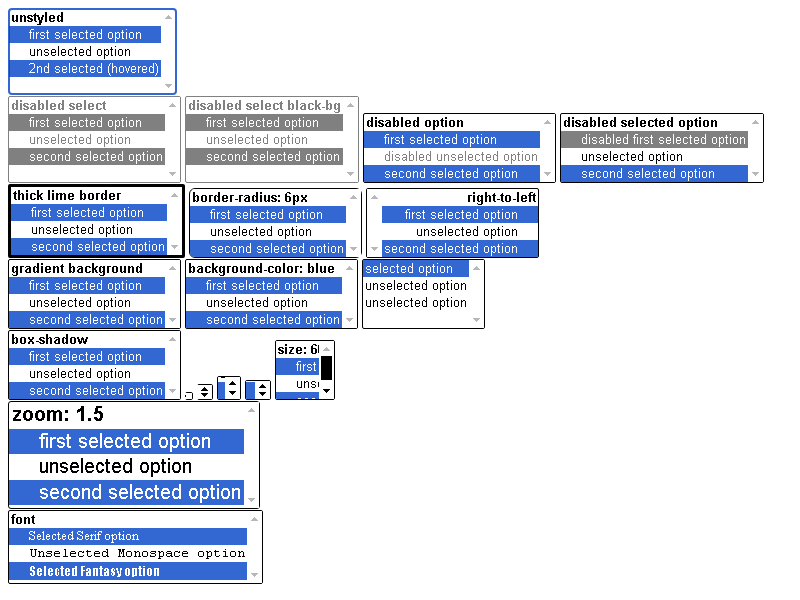 unstyled
first selected option
unselected option
2nd selected (hovered)
disabled select
first selected option
unselected option
second selected option
disabled select black-bg
first selected option
unselected option
second selected option
disabled option
first selected option
disabled unselected option
second selected option
disabled selected option
disabled first selected option
unselected option
second selected option
thick lime border
first selected option
unselected option
second selected option
border-radius: 6px
first selected option
unselected option
second selected option
right-to-left
first selected option
unselected option
second selected option
gradient background
first selected option
unselected option
second selected option
background-color: blue
first selected option
unselected option
second selected option
selected option
unselected option
unselected option
box-shadow
first selected option
unselected option
second selected option
size: 6
first
uns
zoom: 1.5
first selected option
unselected option
second selected option
font
Selected Serif option
Unselected Monospace option
Selected Fantasy option